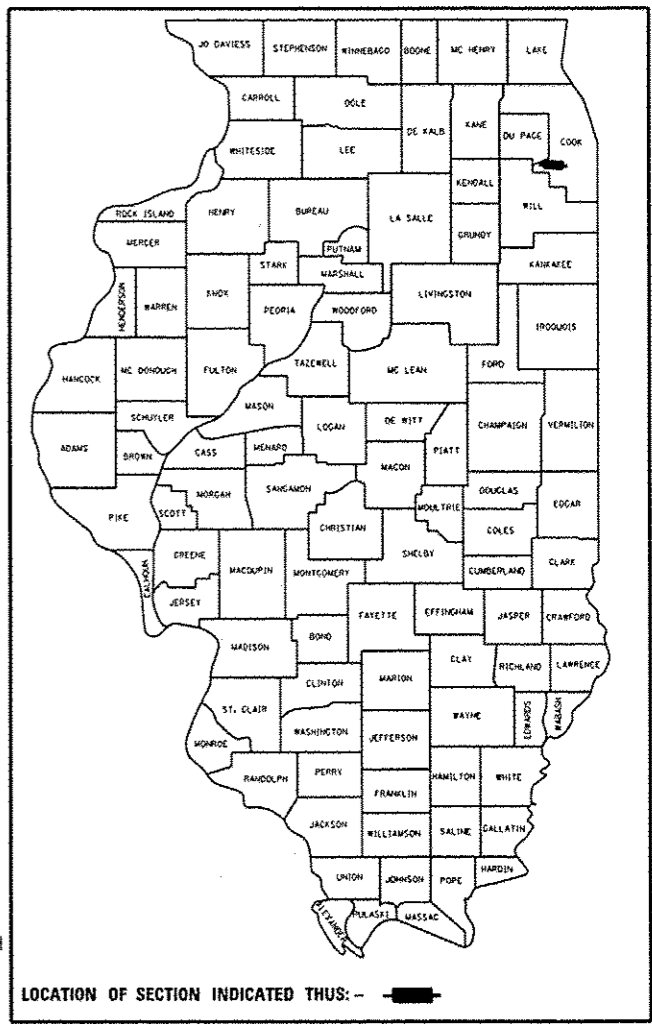 JO DAVIESS
STEPHENSON
WINNEBAGO
BOONE
MC HENRY
LAKE
CARROLL
OGLE
DE KALB
KANE
DU PAGE
COOK
WHITESIDE
LEE
KENDALL
WILL
ROCK ISLAND
HENRY
BUREAU
LA SALLE
GRUNDY
MERCER
PUTNAM
STARK
MARSHALL
KANKAKEE
HENDERSON
WARREN
KNOX
PEORIA
WOODFORD
LIVINGSTON
IROQUOIS
HANCOCK
MC DONOUGH
FULTON
TAZEWELL
MC LEAN
FORD
MASON
SCHUYLER
LOGAN
DE WITT
CHAMPAIGN
VERMILION
ADAMS
BROWN
CASS
MENARD
MACON
PIATT
MORGAN
SANGAMON
DOUGLAS
EDGAR
PIKE
SCOTT
CHRISTIAN
MOULTRIE
COLES
GREENE
MACOUPIN
MONTGOMERY
SHELBY
CUMBERLAND
CLARK
CALHOUN
JERSEY
FAYETTE
EFFINGHAM
JASPER
CRAWFORD
MADISON
BOND
CLAY
RICHLAND
LAWRENCE
CLINTON
MARION
ST. CLAIR
WAYNE
EDWARDS
WABASH
WASHINGTON
JEFFERSON
MONROE
RANDOLPH
PERRY
HAMILTON
WHITE
FRANKLIN
JACKSON
WILLIAMSON
SALINE
GALLATIN
UNION
JOHNSON
POPE
HARDIN
ALEXANDER
PULASKI
MASSAC
LOCATION OF SECTION INDICATED THUS: –